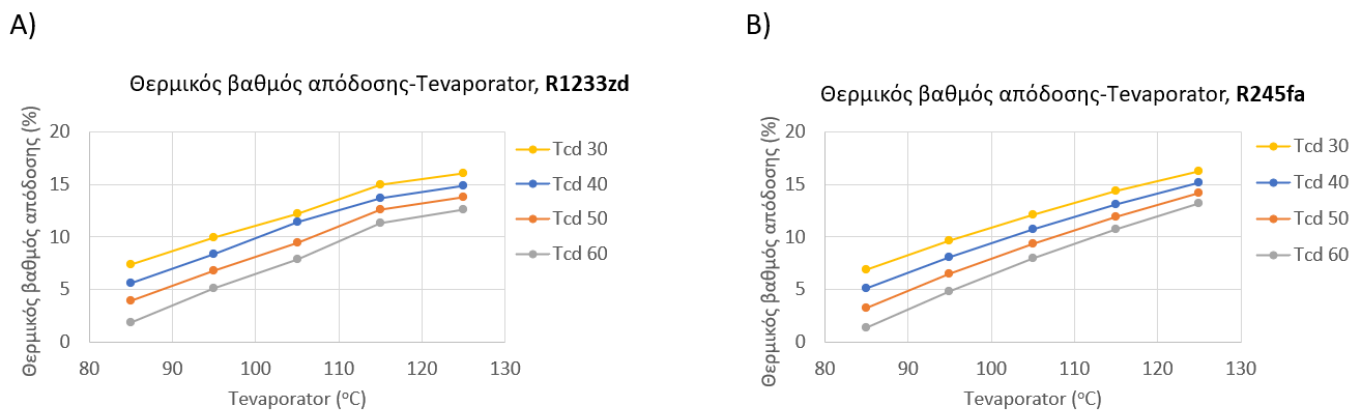 A)
Θερμικός βαθμός απόδοσης-Tevaporator, R1233zd
Θερμικός βαθμός απόδοσης (%)
20
15
10
5
0
80 90 100 110 120 130
Tevaporator (°C)
Tcd 30
Tcd 40
Tcd 50
Tcd 60
B)
Θερμικός βαθμός απόδοσης-Tevaporator, R245fa
Θερμικός βαθμός απόδοσης (%)
20
15
10
5
0
80 90 100 110 120 130
Tevaporator (°C)
Tcd 30
Tcd 40
Tcd 50
Tcd 60